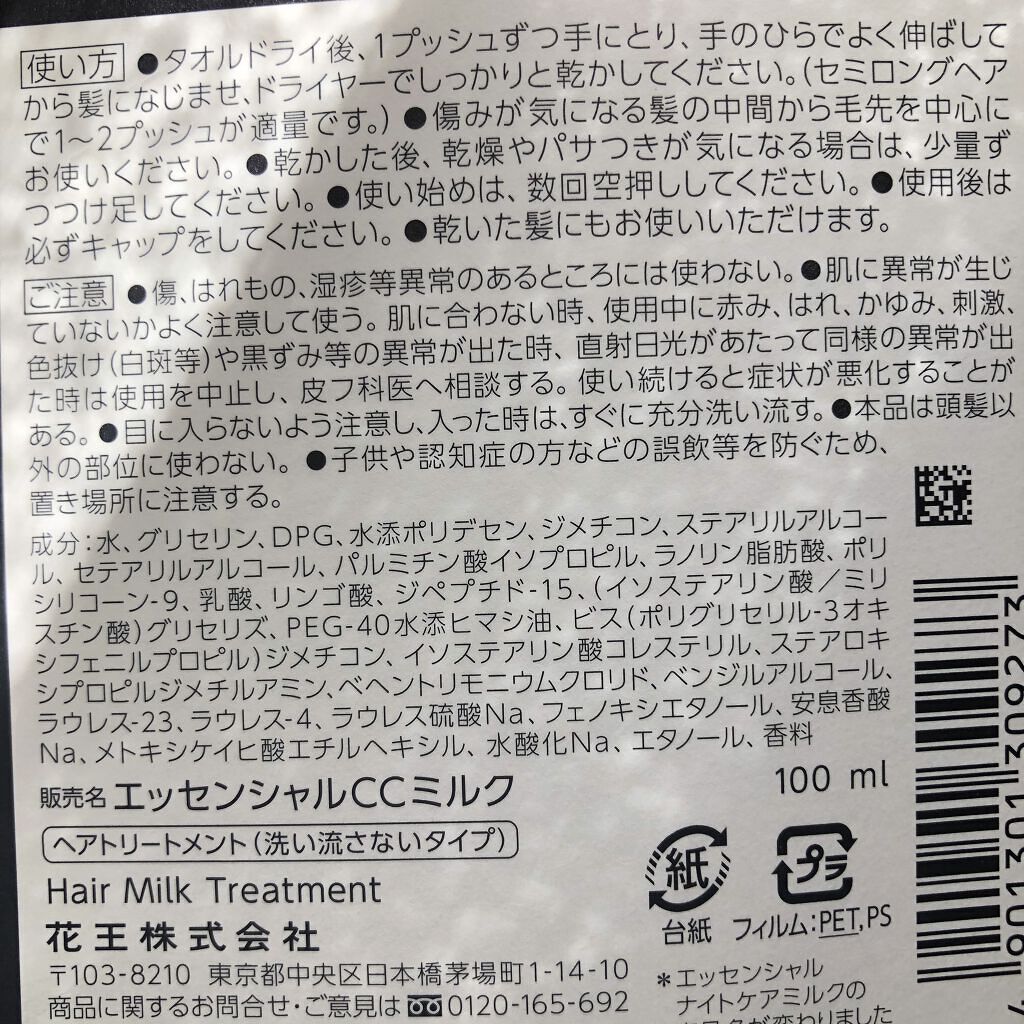 使い方 ●タオルドライ後、1プッシュずつ手にとり、手のひらでよく伸ばして
から髪になじませ、ドライヤーでしっかりと乾かしてください。(セミロングヘア
で1～2プッシュが適量です。) ●傷みが気になる髪の中間から毛先を中心に
お使いください。●乾かした後、乾燥やパサつきが気になる場合は、少量ず
つつけ足してください。●使い始めは、数回空押ししてください。●使用後は
必ずキャップをしてください。●乾いた髪にもお使いいただけます。
ご注意 ●傷、はれもの、湿疹等異常のあるところには使わない。●肌に異常が生じ
ていないかよく注意して使う。肌に合わない時、使用中に赤み、はれ、かゆみ、刺激、
色抜け(白斑等)や黒ずみ等の異常が出た時、直射日光があたって同様の異常が出
た時は使用を中止し、皮フ科医へ相談する。使い続けると症状が悪化することが
ある。●目に入らないよう注意し、入った時は、すぐに充分洗い流す。●本品は頭髪以
外の部位に使わない。●子供や認知症の方などの誤飲等を防ぐため、
置き場所に注意する。
成分：水、グリセリン、DPG、水添ポリデセン、ジメチコン、ステアリルアルコー
ル、セテアリルアルコール、パルミチン酸イソプロピル、ラノリン脂肪酸、ポリ
シリコーン-9、乳酸、リンゴ酸、ジペプチド-15、(イソステアリン酸／ミリ
スチン酸)グリセリズ、PEG-40水添ヒマシ油、ビス(ポリグリセリル-3オキ
シフェニルプロピル)ジメチコン、イソステアリン酸コレステリル、ステアロキ
シプロピルジメチルアミン、ベヘントリモニウムクロリド、ベンジルアルコール、
ラウレス-23、ラウレス-4、ラウレス硫酸Na、フェノキシエタノール、安息香酸
Na、メトキシケイヒ酸エチルヘキシル、水酸化Na、エタノール、香料
販売名 エッセンシャルCCミルク
100 ml
ヘアトリートメント(洗い流さないタイプ)
Hair Milk Treatment
花王株式会社
〒103-8210 東京都中央区日本橋茅場町1-14-10
商品に関するお問合せ・ご意見は 0120-165-692
紙
台紙
プラ
フィルム：PET,PS
*エッセンシャル
ナイトケアミルクの
が変わりました
901301309273